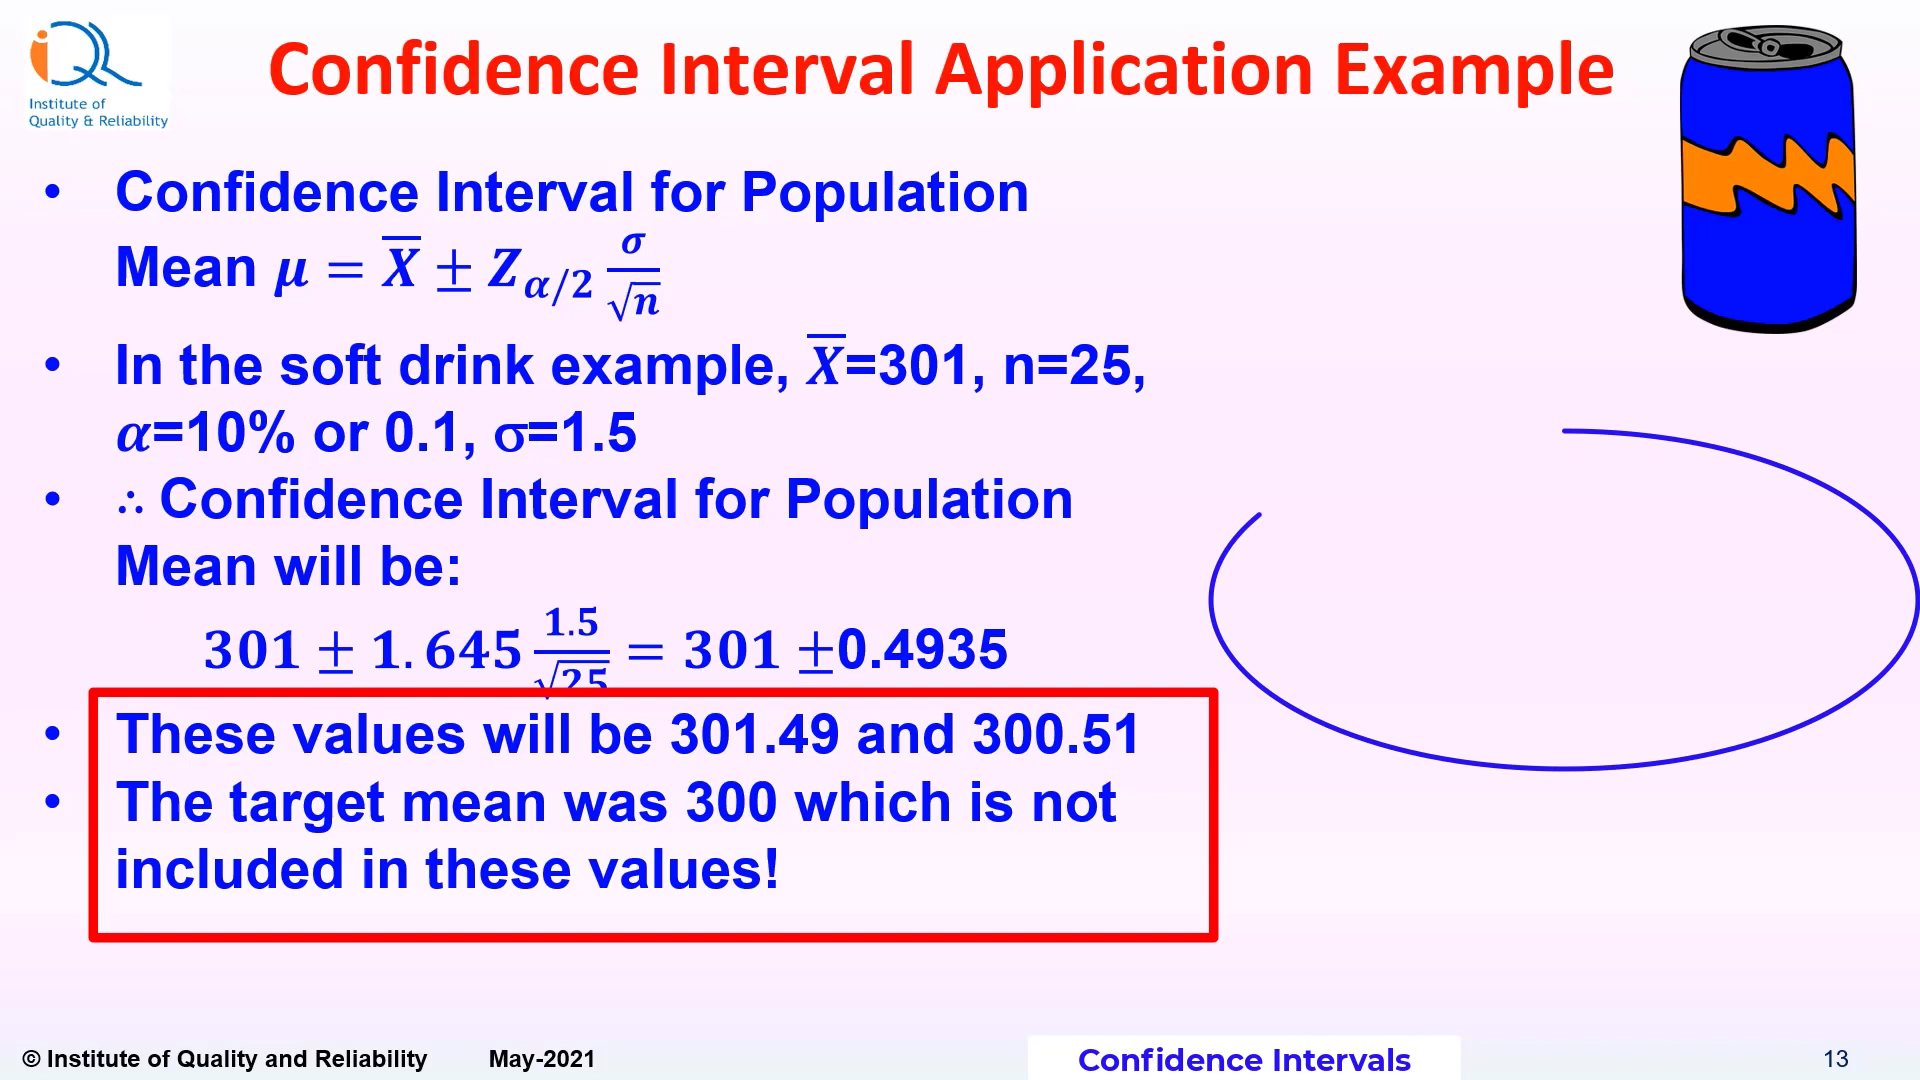 iQR
Institute of
Quality & Reliability
Confidence Interval Application Example
• Confidence Interval for Population
Mean μ = X̅ ± Z_{α/2} σ/√n
• In the soft drink example, X̅=301, n=25,
α=10% or 0.1, σ=1.5
• ∴ Confidence Interval for Population
Mean will be:
301 ± 1.645 1.5/√25 = 301 ±0.4935
• These values will be 301.49 and 300.51
• The target mean was 300 which is not
included in these values!
© Institute of Quality and Reliability May-2021 Confidence Intervals 13